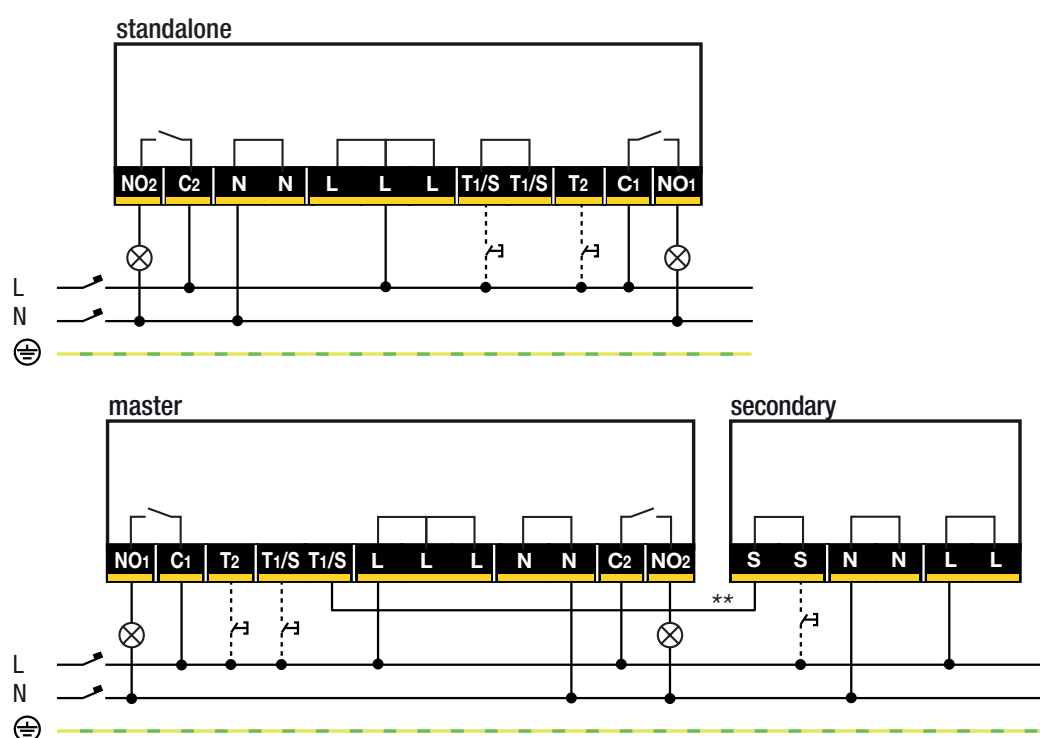 standalone
NO2 C2 N N L L L T1/S T1/S T2 C1 NO1
L
N
master secondary
NO1 C1 T2 T1/S T1/S L L L N N C2 NO2 S S N N L L
**
L
N